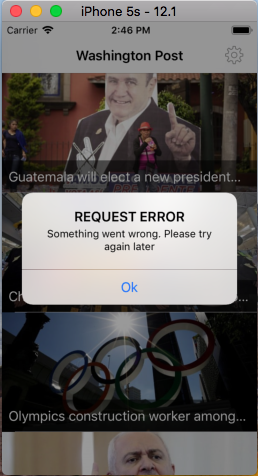 iPhone 5s - 12.1
Carrier 2:46 PM
Washington Post
Guatemala will elect a new president...
REQUEST ERROR
Something went wrong. Please try
again later
Ok
Ch
Olympics construction worker among...